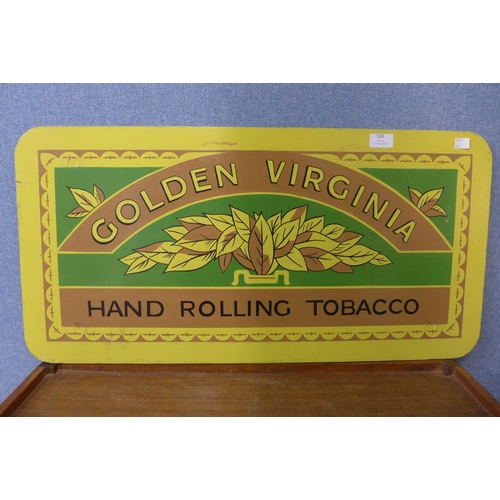 GOLDEN VIRGINIA
HAND ROLLING TOBACCO